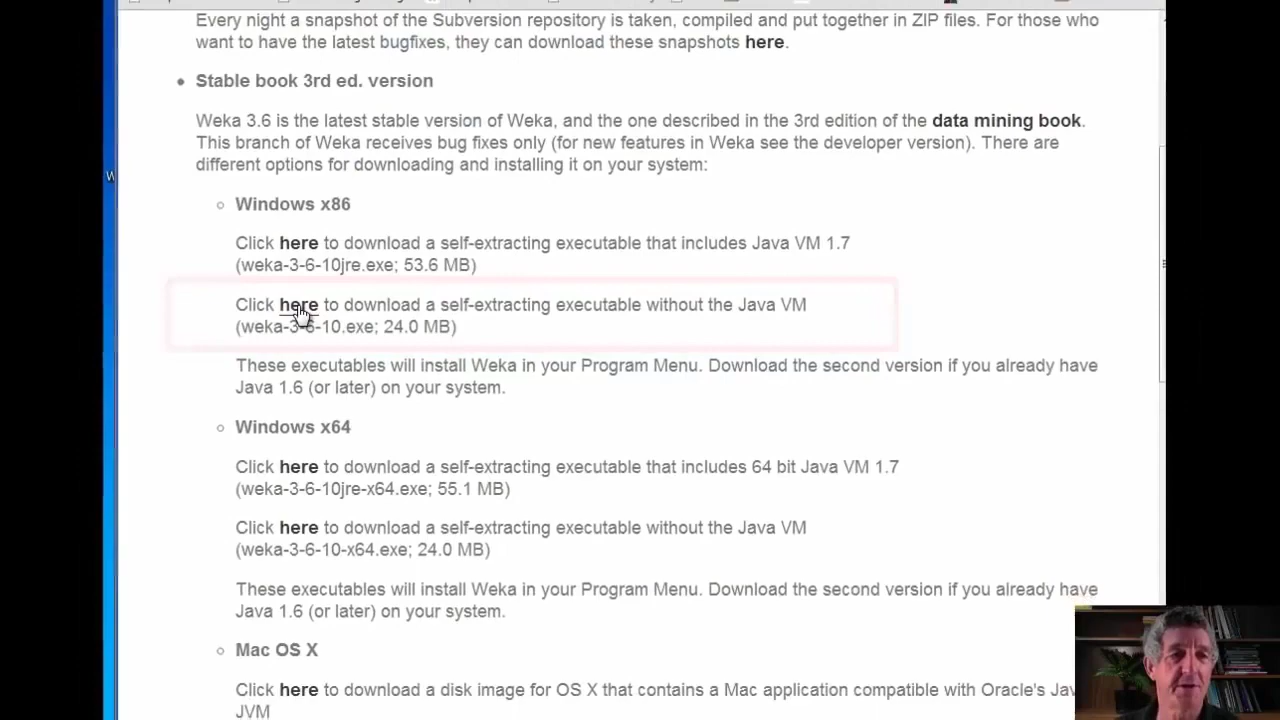 Every night a snapshot of the Subversion repository is taken, compiled and put together in ZIP files. For those who
want to have the latest bugfixes, they can download these snapshots here.
Stable book 3rd ed. version
Weka 3.6 is the latest stable version of Weka, and the one described in the 3rd edition of the data mining book.
This branch of Weka receives bug fixes only (for new features in Weka see the developer version). There are
different options for downloading and installing it on your system:
W
Windows x86
Click here to download a self-extracting executable that includes Java VM 1.7
(weka-3-6-10jre.exe; 53.6 MB)
Click here to download a self-extracting executable without the Java VM
(weka-3-6-10.exe; 24.0 MB)
These executables will install Weka in your Program Menu. Download the second version if you already have
Java 1.6 (or later) on your system.
Windows x64
Click here to download a self-extracting executable that includes 64 bit Java VM 1.7
(weka-3-6-10jre-x64.exe; 55.1 MB)
Click here to download a self-extracting executable without the Java VM
(weka-3-6-10-x64.exe; 24.0 MB)
These executables will install Weka in your Program Menu. Download the second version if you already have
Java 1.6 (or later) on your system.
Mac OS X
Click here to download a disk image for OS X that contains a Mac application compatible with Oracle's Jav
JVM